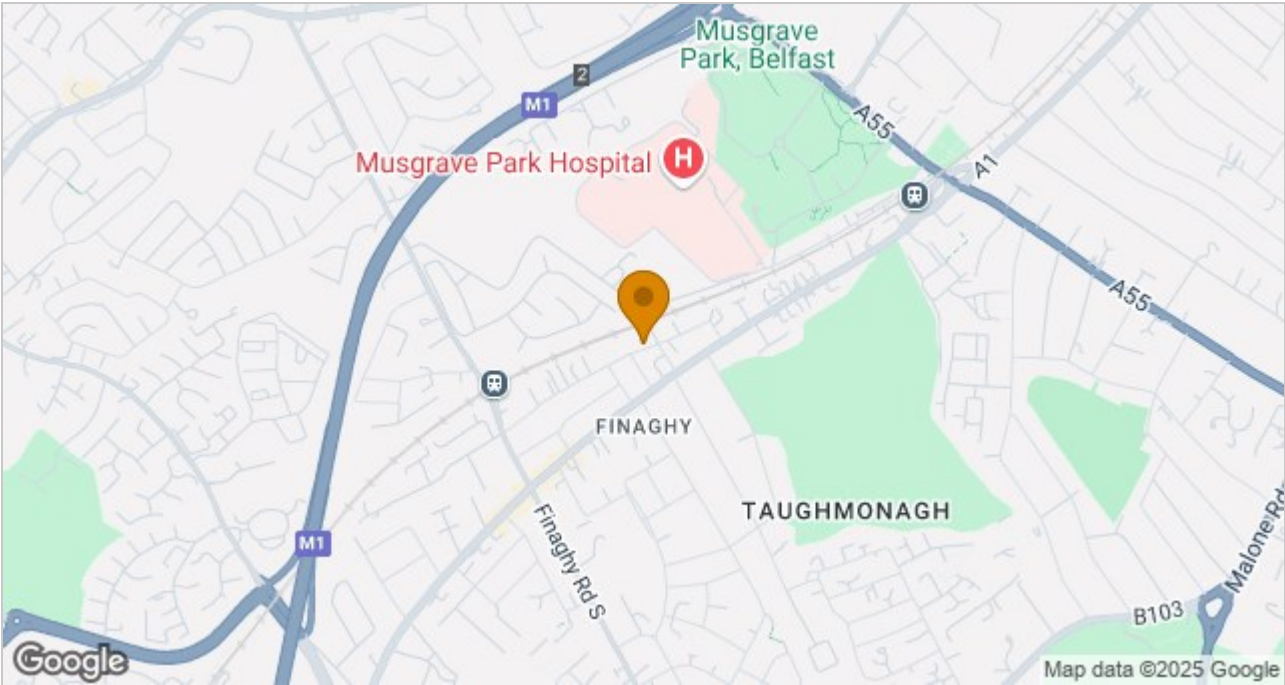 Musgrave
Park, Belfast
2
M1
A55
Musgrave Park Hospital
H
A1
A55
FINAGHY
TAUGHMONAGH
Finaghy Rd S
M1
Malone Rd
B103
Google
Map data ©2025 Google